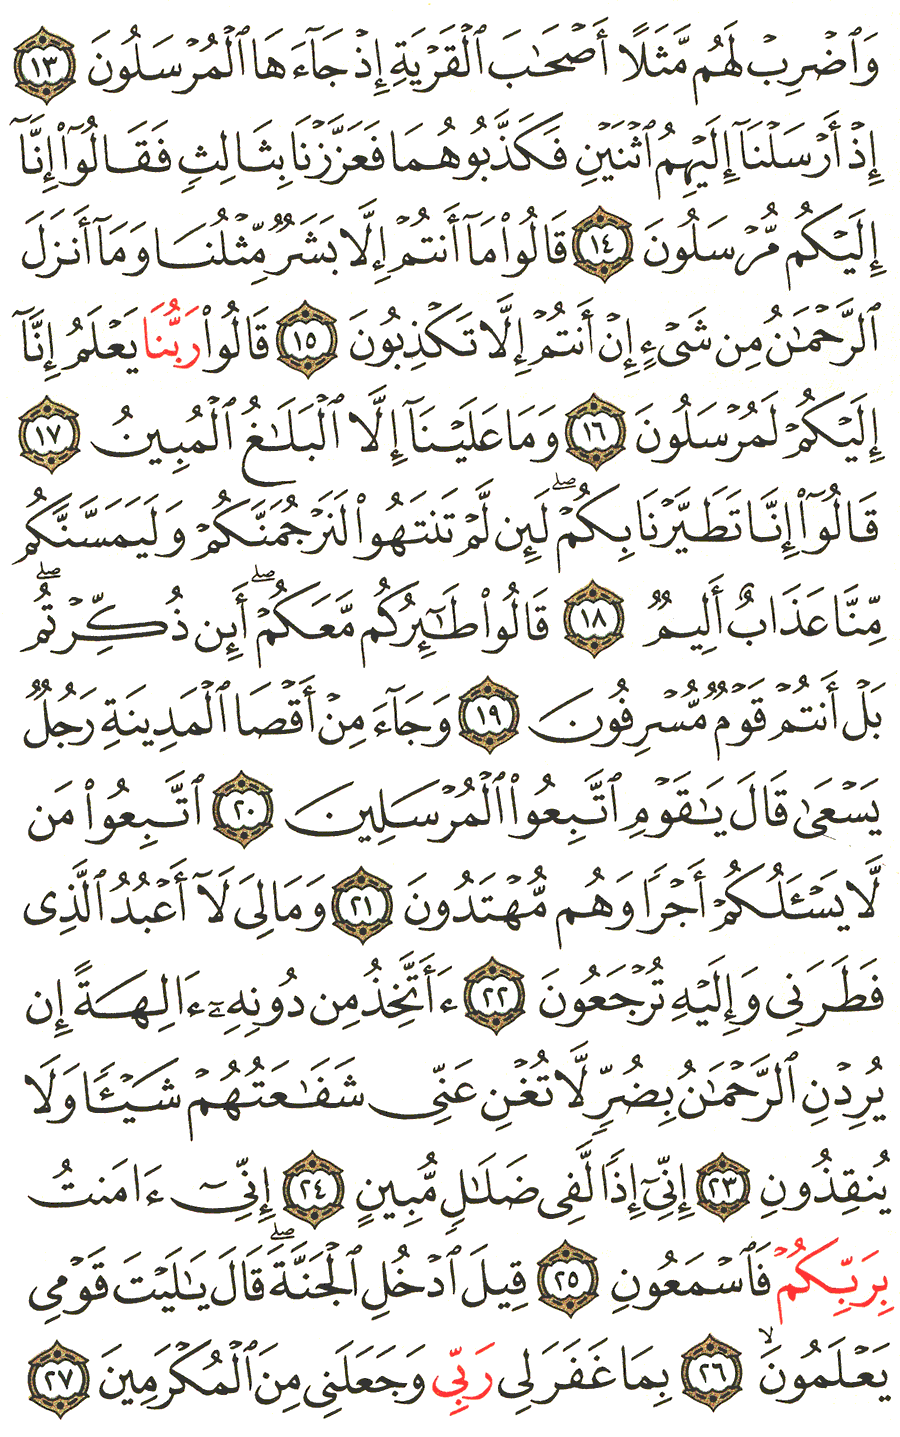 وَٱضْرِبْ لَهُم مَّثَلًا أَصْحَٰبَ ٱلْقَرْيَةِ إِذْ جَآءَهَا ٱلْمُرْسَلُونَ ١٣
إِذْ أَرْسَلْنَآ إِلَيْهِمُ ٱثْنَيْنِ فَكَذَّبُوهُمَا فَعَزَّزْنَا بِثَالِثٍ فَقَالُوٓا۟ إِنَّآ
إِلَيْكُم مُّرْسَلُونَ ١٤ قَالُوا۟ مَآ أَنتُمْ إِلَّا بَشَرٌ مِّثْلُنَا وَمَآ أَنزَلَ
ٱلرَّحْمَٰنُ مِن شَىْءٍ إِنْ أَنتُمْ إِلَّا تَكْذِبُونَ ١٥ قَالُوا۟ رَبُّنَا يَعْلَمُ إِنَّآ
إِلَيْكُمْ لَمُرْسَلُونَ ١٦ وَمَا عَلَيْنَآ إِلَّا ٱلْبَلَٰغُ ٱلْمُبِينُ ١٧
قَالُوٓا۟ إِنَّا تَطَيَّرْنَا بِكُمْ ۖ لَئِن لَّمْ تَنتَهُوا۟ لَنَرْجُمَنَّكُمْ وَلَيَمَسَّنَّكُم
مِّنَّا عَذَابٌ أَلِيمٌ ١٨ قَالُوا۟ طَٰٓئِرُكُم مَّعَكُمْ ۖ أَئِن ذُكِّرْتُم ۖ
بَلْ أَنتُمْ قَوْمٌ مُّسْرِفُونَ ١٩ وَجَآءَ مِنْ أَقْصَا ٱلْمَدِينَةِ رَجُلٌ
يَسْعَىٰ قَالَ يَٰقَوْمِ ٱتَّبِعُوا۟ ٱلْمُرْسَلِينَ ٢٠ ٱتَّبِعُوا۟ مَن
لَّا يَسْـَٔلُكُمْ أَجْرًا وَهُم مُّهْتَدُونَ ٢١ وَمَا لِىَ لَآ أَعْبُدُ ٱلَّذِى
فَطَرَنِى وَإِلَيْهِ تُرْجَعُونَ ٢٢ ءَأَتَّخِذُ مِن دُونِهِۦٓ ءَالِهَةً إِن
يُرِدْنِ ٱلرَّحْمَٰنُ بِضُرٍّ لَّا تُغْنِ عَنِّى شَفَٰعَتُهُمْ شَيْـًٔا وَلَا
يُنقِذُونِ ٢٣ إِنِّىٓ إِذًا لَّفِى ضَلَٰلٍ مُّبِينٍ ٢٤ إِنِّىٓ ءَامَنتُ
بِرَبِّكُمْ فَٱسْمَعُونِ ٢٥ قِيلَ ٱدْخُلِ ٱلْجَنَّةَ ۖ قَالَ يَٰلَيْتَ قَوْمِى
يَعْلَمُونَ ۙ ٢٦ بِمَا غَفَرَ لِى رَبِّى وَجَعَلَنِى مِنَ ٱلْمُكْرَمِينَ ٢٧